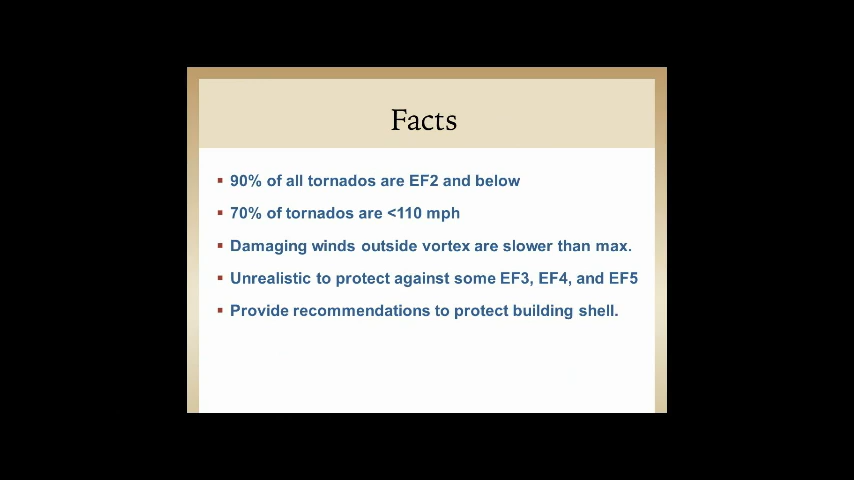 Facts
▪ 90% of all tornados are EF2 and below
▪ 70% of tornados are <110 mph
▪ Damaging winds outside vortex are slower than max.
▪ Unrealistic to protect against some EF3, EF4, and EF5
▪ Provide recommendations to protect building shell.